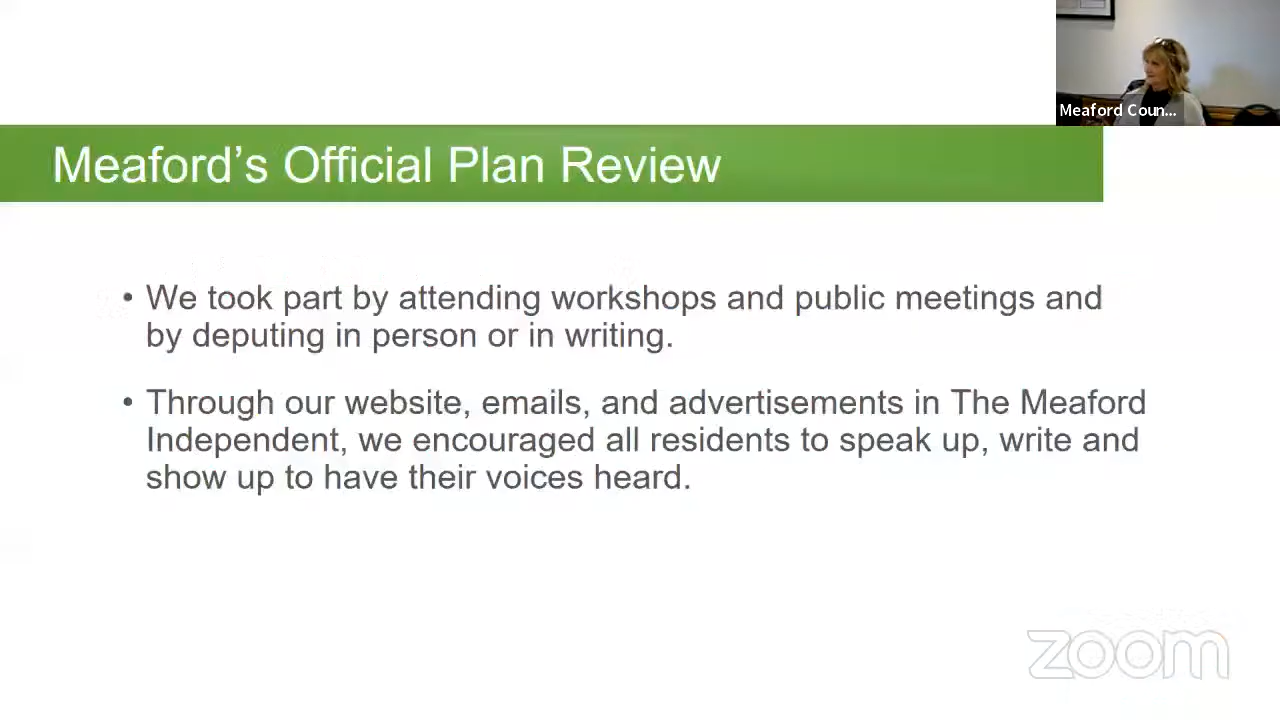 Meaford Coun...
Meaford’s Official Plan Review
• We took part by attending workshops and public meetings and
by deputing in person or in writing.
• Through our website, emails, and advertisements in The Meaford
Independent, we encouraged all residents to speak up, write and
show up to have their voices heard.
zoom